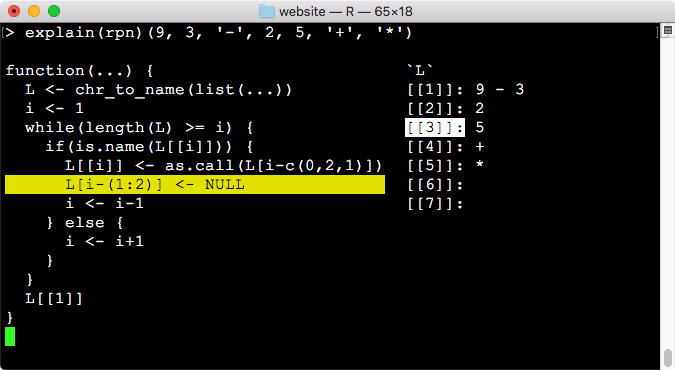 website — R — 65×18
[> explain(rpn)(9, 3, '-', 2, 5, '+', '*') ]
function(...) { `L`
L <- chr_to_name(list(...)) [[1]]: 9 - 3
i <- 1 [[2]]: 2
while(length(L) >= i) { [[3]]: 5
if(is.name(L[[i]])) { [[4]]: +
L[[i]] <- as.call(L[i-c(0,2,1)]) [[5]]: *
L[i-(1:2)] <- NULL [[6]]:
i <- i-1 [[7]]:
} else {
i <- i+1
}
}
L[[1]]
}